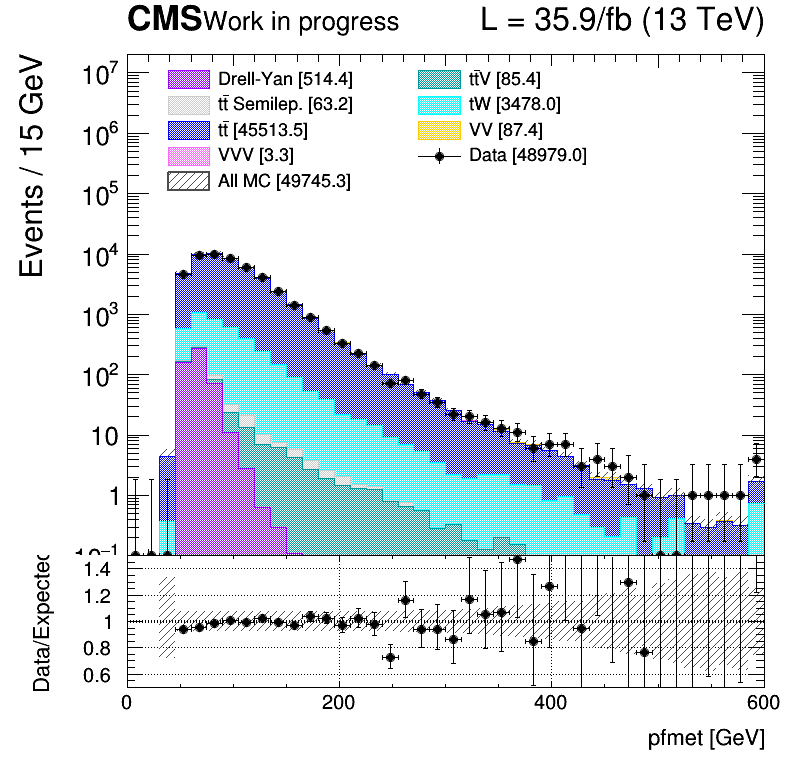 CMS Work in progress L = 35.9/fb (13 TeV)
Events / 15 GeV
Drell-Yan [514.4] tt̄V [85.4]
tt̄ Semilep. [63.2] tW [3478.0]
tt̄ [45513.5] VV [87.4]
VVV [3.3] Data [48979.0]
All MC [49745.3]
10⁷
10⁶
10⁵
10⁴
10³
10²
10
1
10⁻¹
Data/Expected
1.4
1.2
1
0.8
0.6
0 200 400 600
pfmet [GeV]